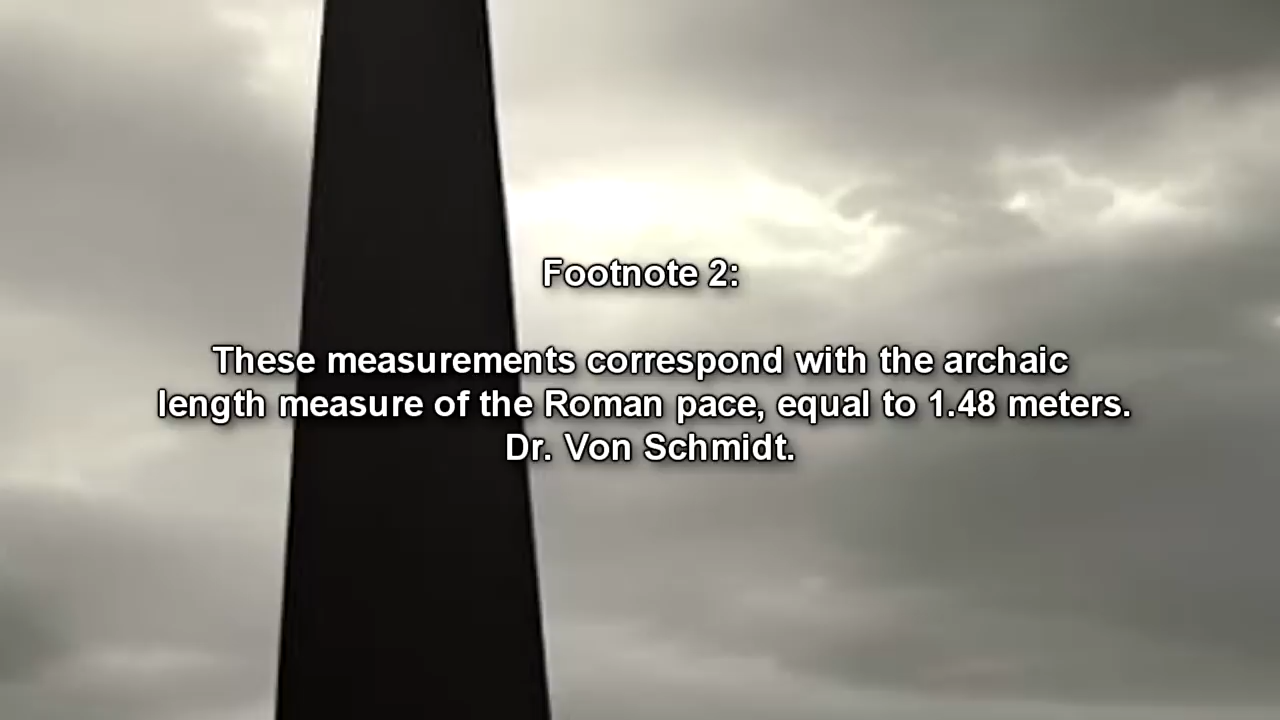 Footnote 2:
These measurements correspond with the archaic
length measure of the Roman pace, equal to 1.48 meters.
Dr. Von Schmidt.